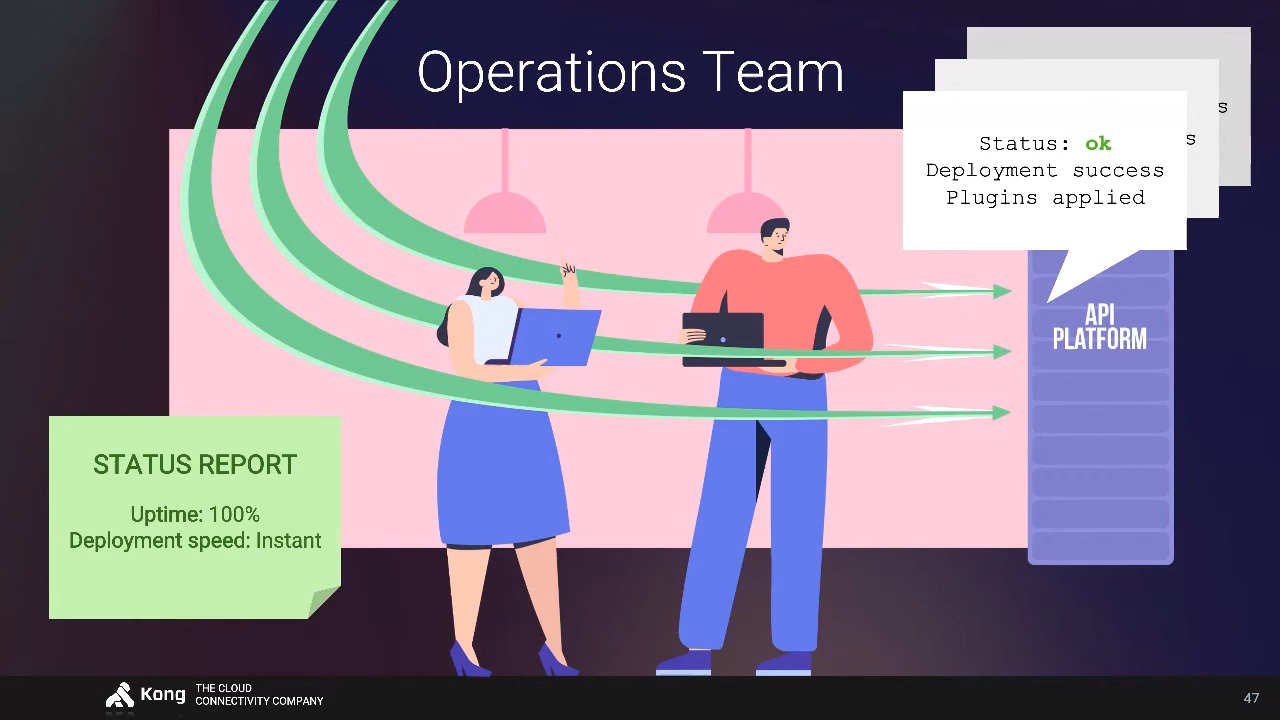 Operations Team
s
s
Status: ok
Deployment success
Plugins applied
API
PLATFORM
STATUS REPORT
Uptime: 100%
Deployment speed: Instant
Kong
THE CLOUD
CONNECTIVITY COMPANY
47